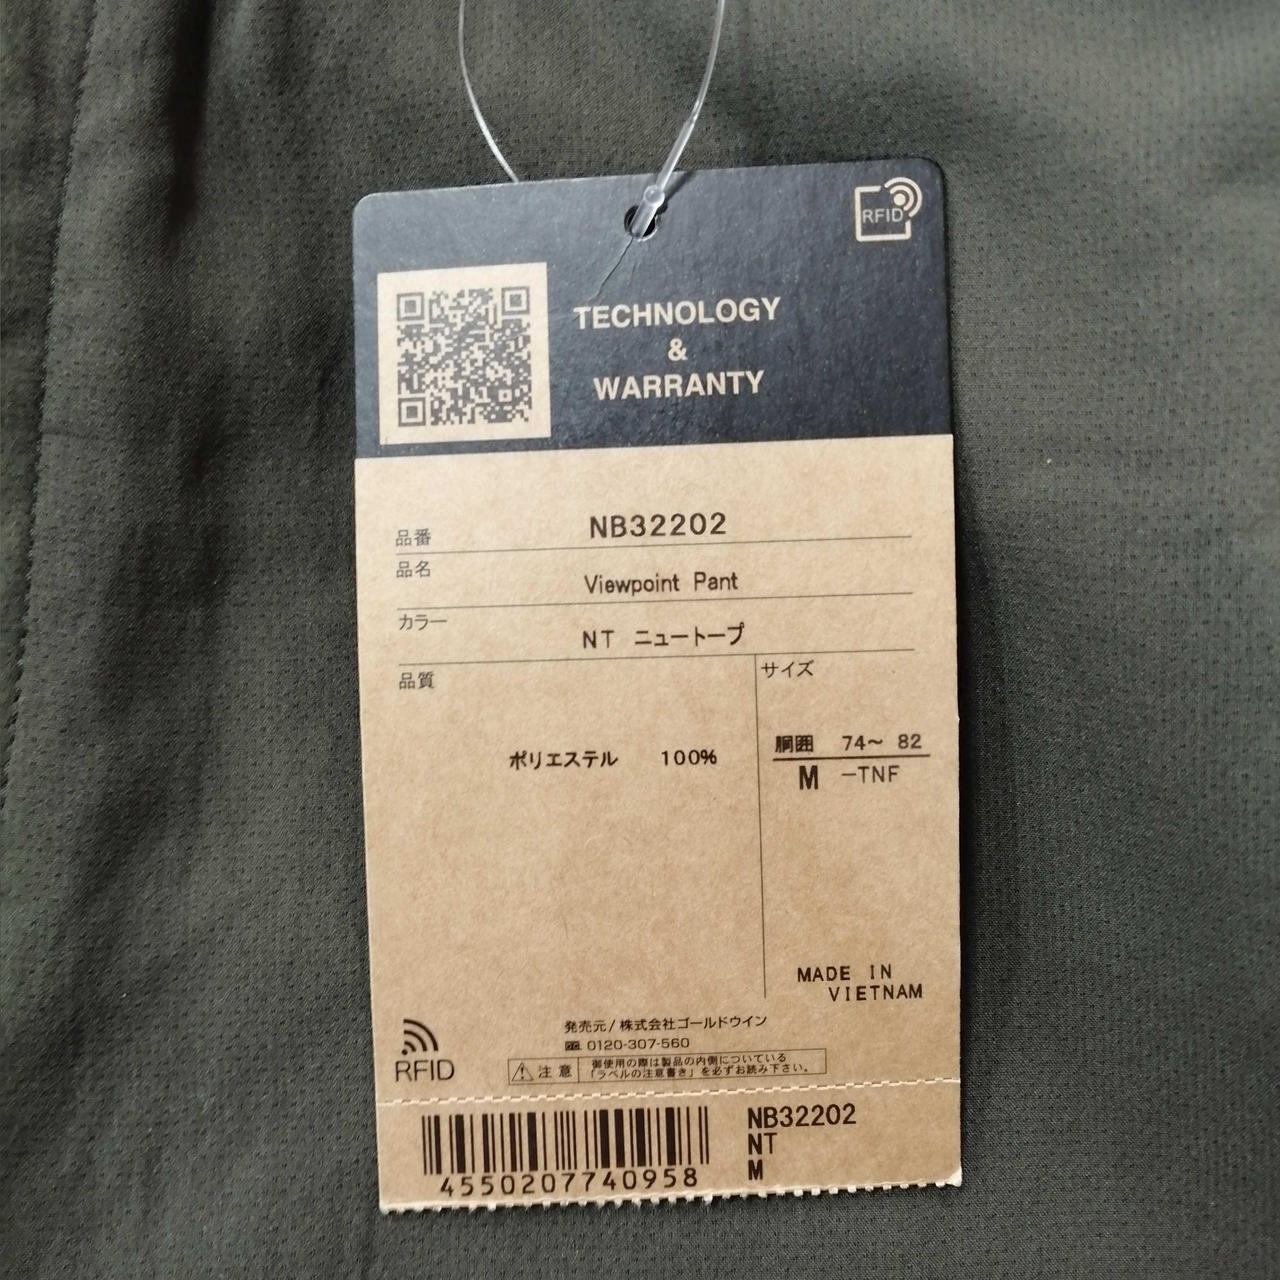 RFID
TECHNOLOGY
&
WARRANTY
品番 NB32202
品名 Viewpoint Pant
カラー NT ニュートープ
品質
サイズ
ポリエステル 100%
胴囲 74~ 82
M -TNF
MADE IN
VIETNAM
RFID
発売元/株式会社ゴールドウイン
0120-307-560
注意
御使用の際は製品の内側についている
「ラベルの注意書き」を必ずお読み下さい。
4550207740958
NB32202
NT
M